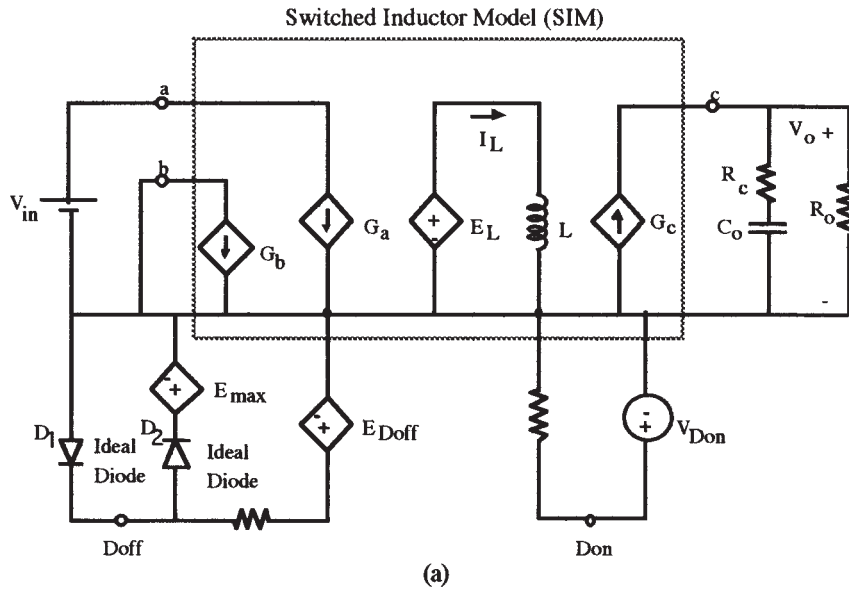 Switched Inductor Model (SIM)
a
b
c
I_L
V_o +
V_in
G_b
G_a
+
-
E_L
L
G_c
R_c
C_o
R_o
-
-
+
E_max
D_1
Ideal
Diode
D_2
Ideal
Diode
-
+
E_Doff
-
+
V_Don
Doff
Don
(a)